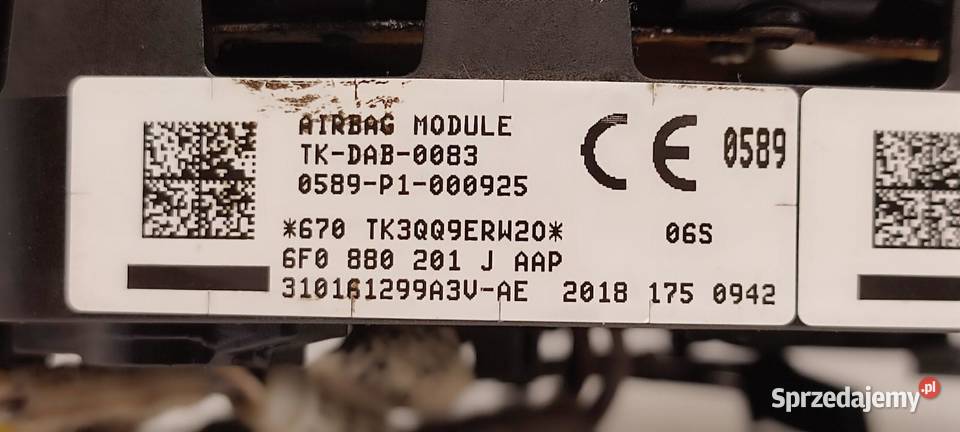 AIRBAG MODULE
TK-DAB-0083
0589-P1-000925
CE 0589
*670 TK3QQ9ERW2O*
06S
6F0 880 201 J AAP
310161299A3V-AE 2018 175 0942
Sprzedajemy.pl